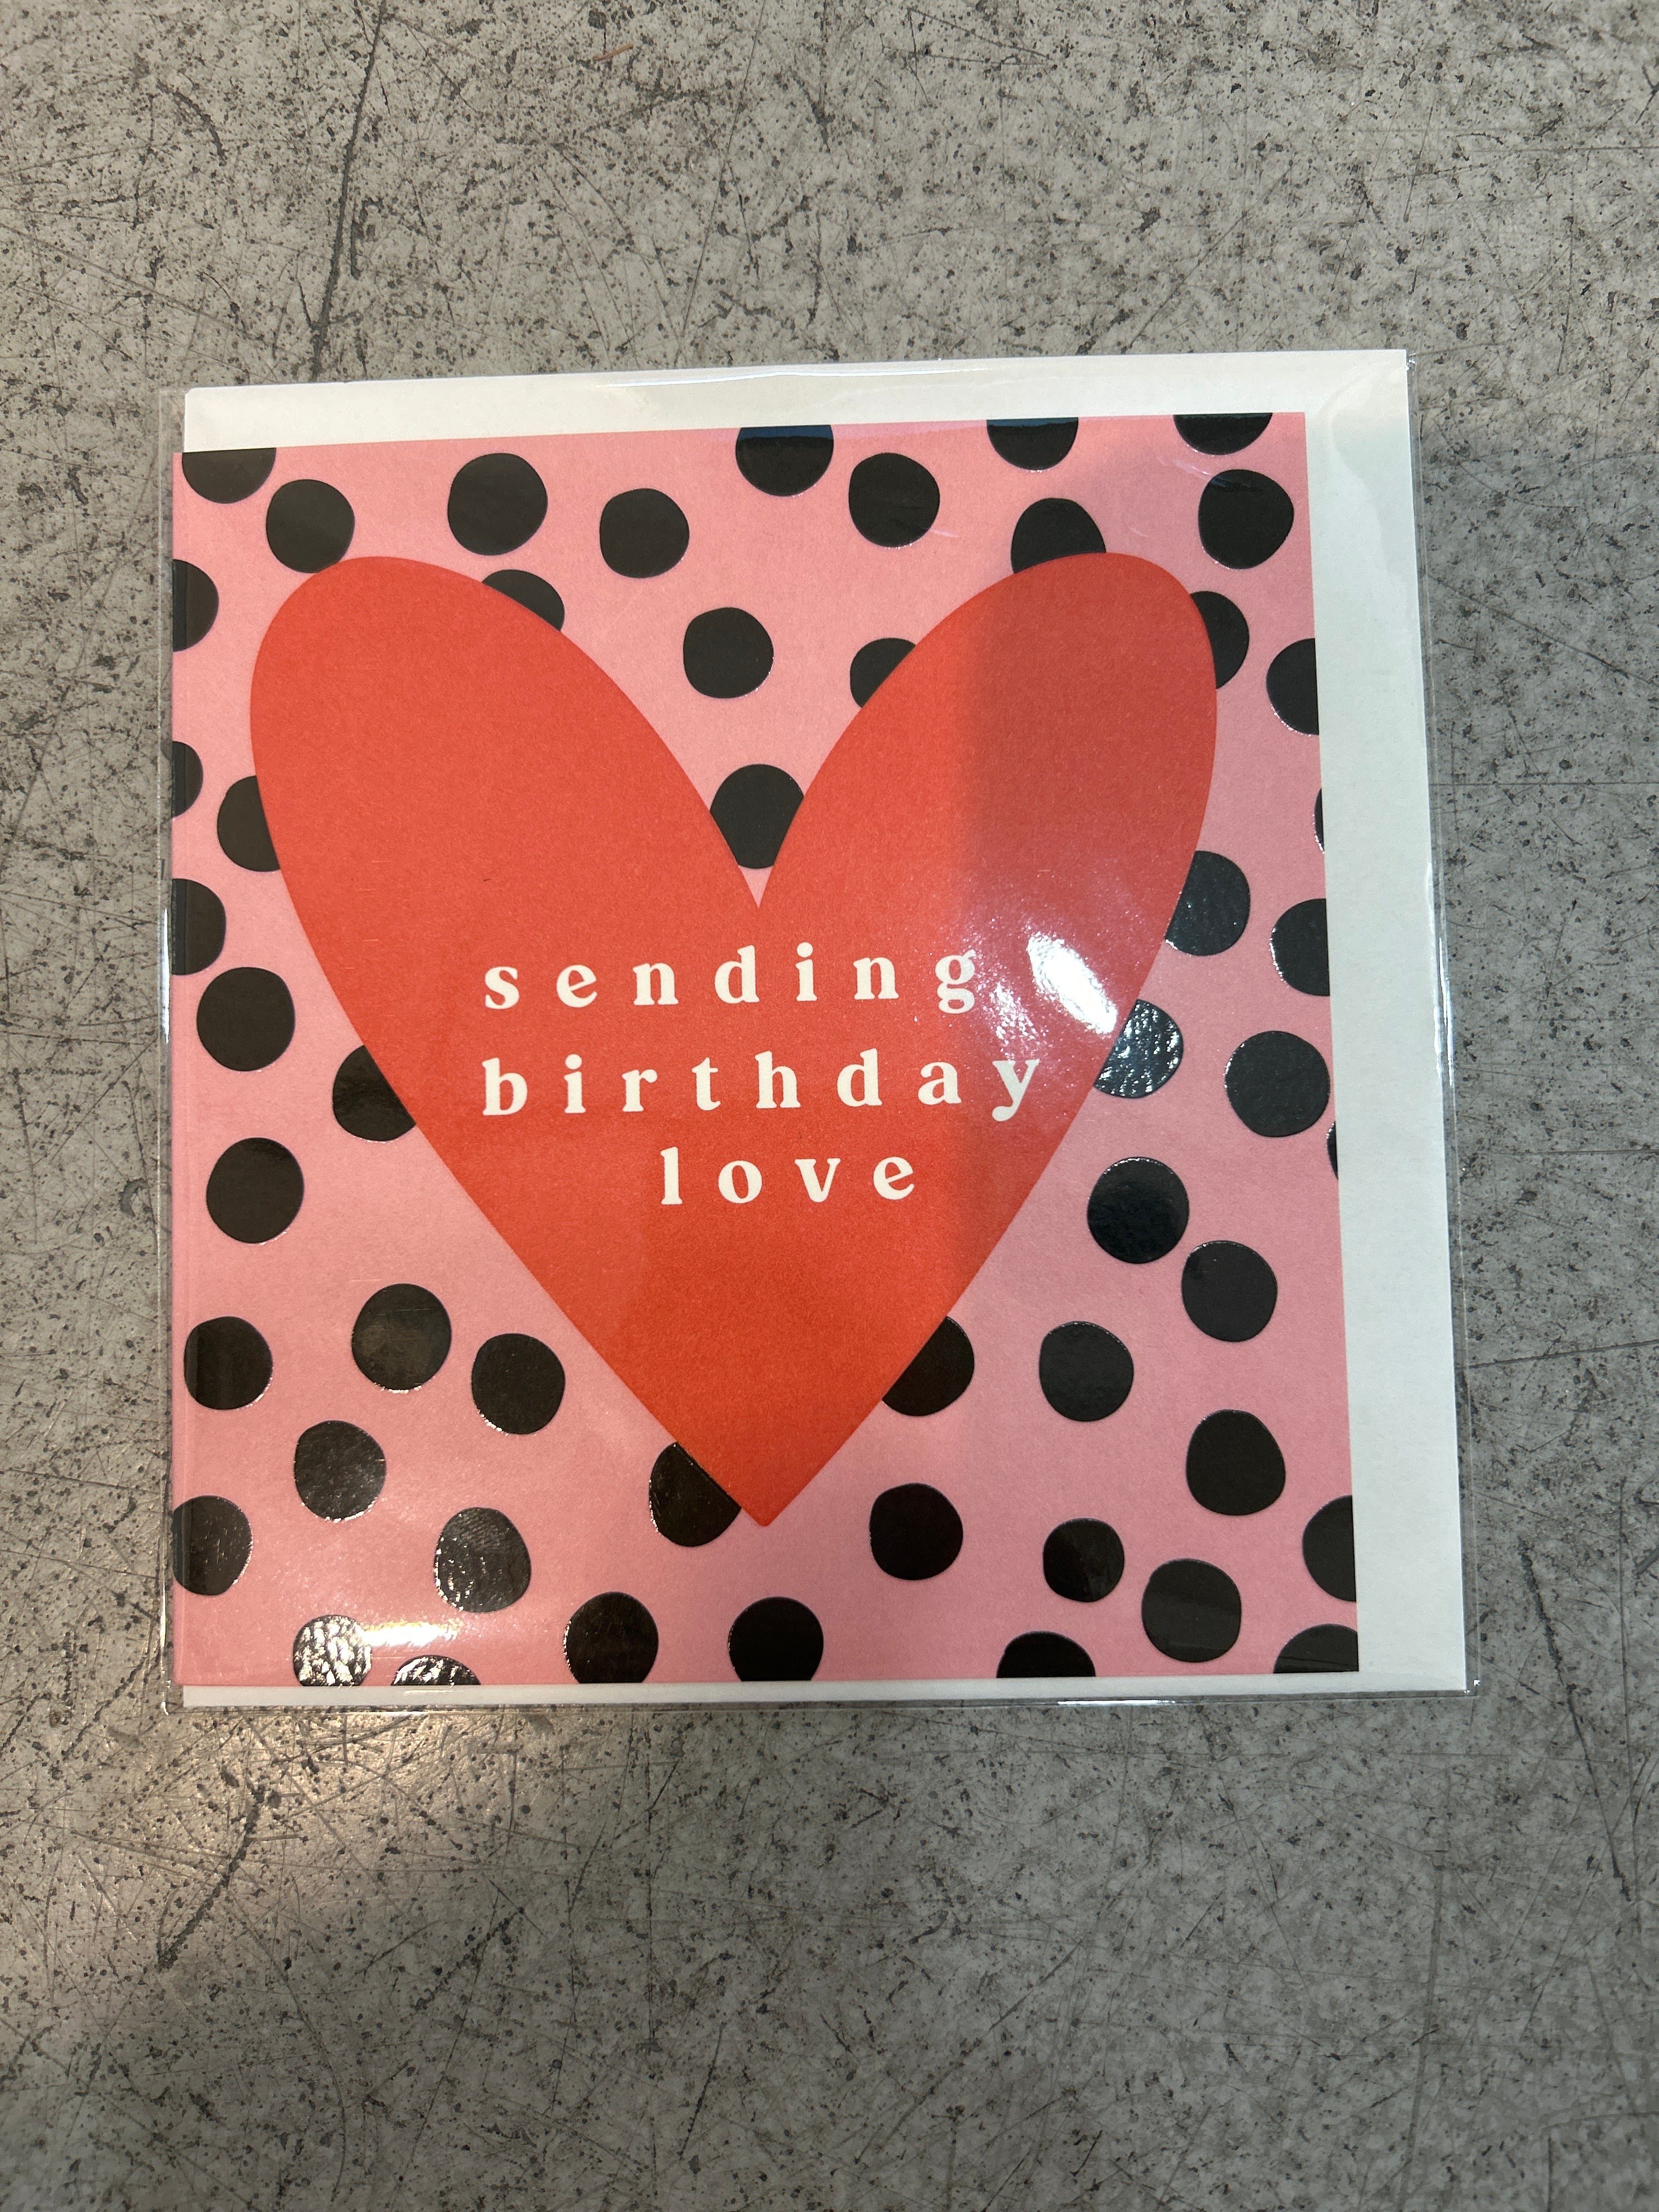 sending
birthday
love